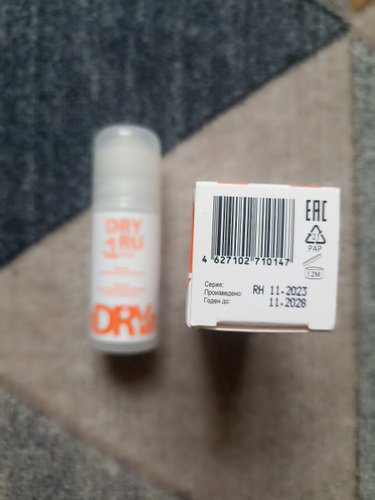 DRY
RU
DRY
EAC
21
PAP
4 627102 710147
12M
Серия:
Произведено: RH 11.2023
Годен до: 11.2028